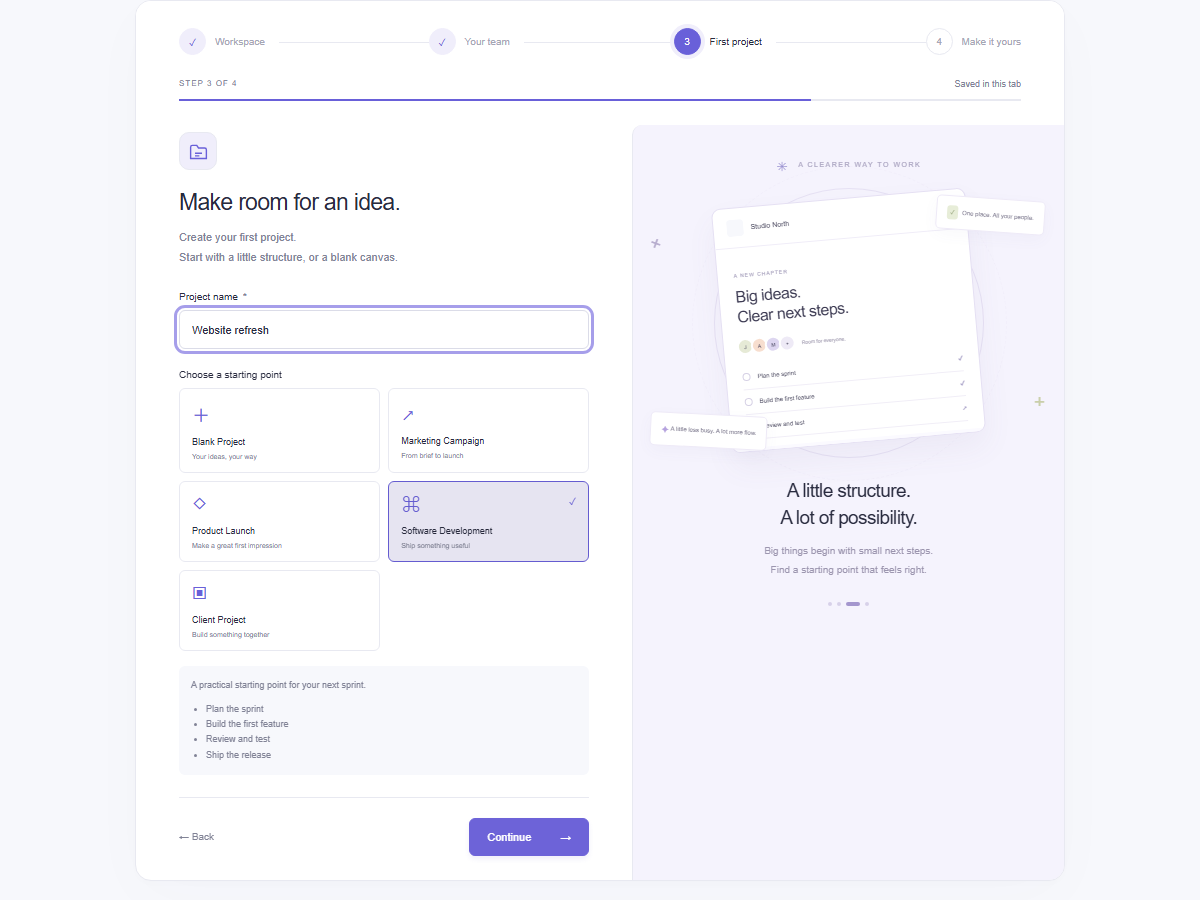 ✓ Workspace
✓ Your team
3 First project
4 Make it yours
STEP 3 OF 4
Saved in this tab
Make room for an idea.
Create your first project.
Start with a little structure, or a blank canvas.
Project name *
Website refresh
Choose a starting point
Blank Project
Your ideas, your way
Marketing Campaign
From brief to launch
Product Launch
Make a great first impression
Software Development
Ship something useful
Client Project
Build something together
A practical starting point for your next sprint.
• Plan the sprint
• Build the first feature
• Review and test
• Ship the release
← Back
Continue →
A CLEARER WAY TO WORK
One place. All your people.
Studio North
A NEW CHAPTER
Big ideas.
Clear next steps.
J A M +
Room for everyone.
Plan the sprint
Build the first feature
eview and test
A little less busy. A lot more flow.
A little structure.
A lot of possibility.
Big things begin with small next steps.
Find a starting point that feels right.